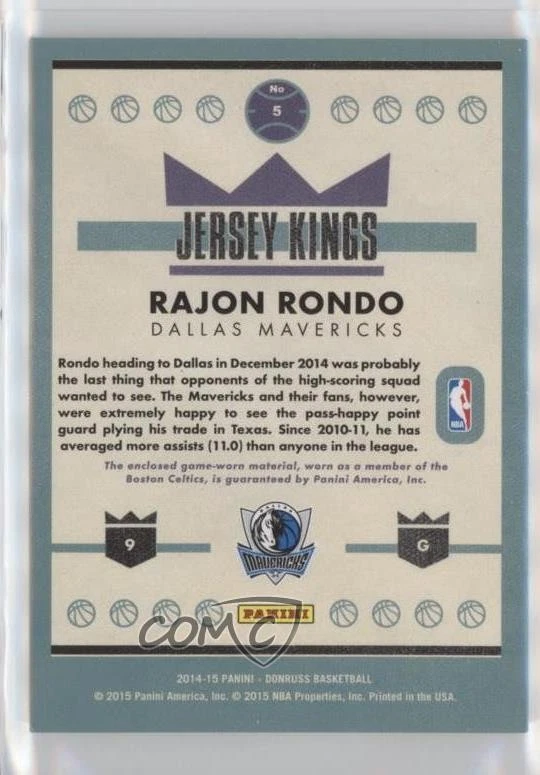 No
5
JERSEY KINGS
RAJON RONDO
DALLAS MAVERICKS
Rondo heading to Dallas in December 2014 was probably
the last thing that opponents of the high-scoring squad
wanted to see. The Mavericks and their fans, however,
were extremely happy to see the pass-happy point
guard plying his trade in Texas. Since 2010-11, he has
averaged more assists (11.0) than anyone in the league.
NBA
The enclosed game-worn material, worn as a member of the
Boston Celtics, is guaranteed by Panini America, Inc.
9
DALLAS
MAVERICKS
G
PANINI
COMC
2014-15 PANINI - DONRUSS BASKETBALL
© 2015 Panini America, Inc. © 2015 NBA Properties, Inc. Printed in the USA.